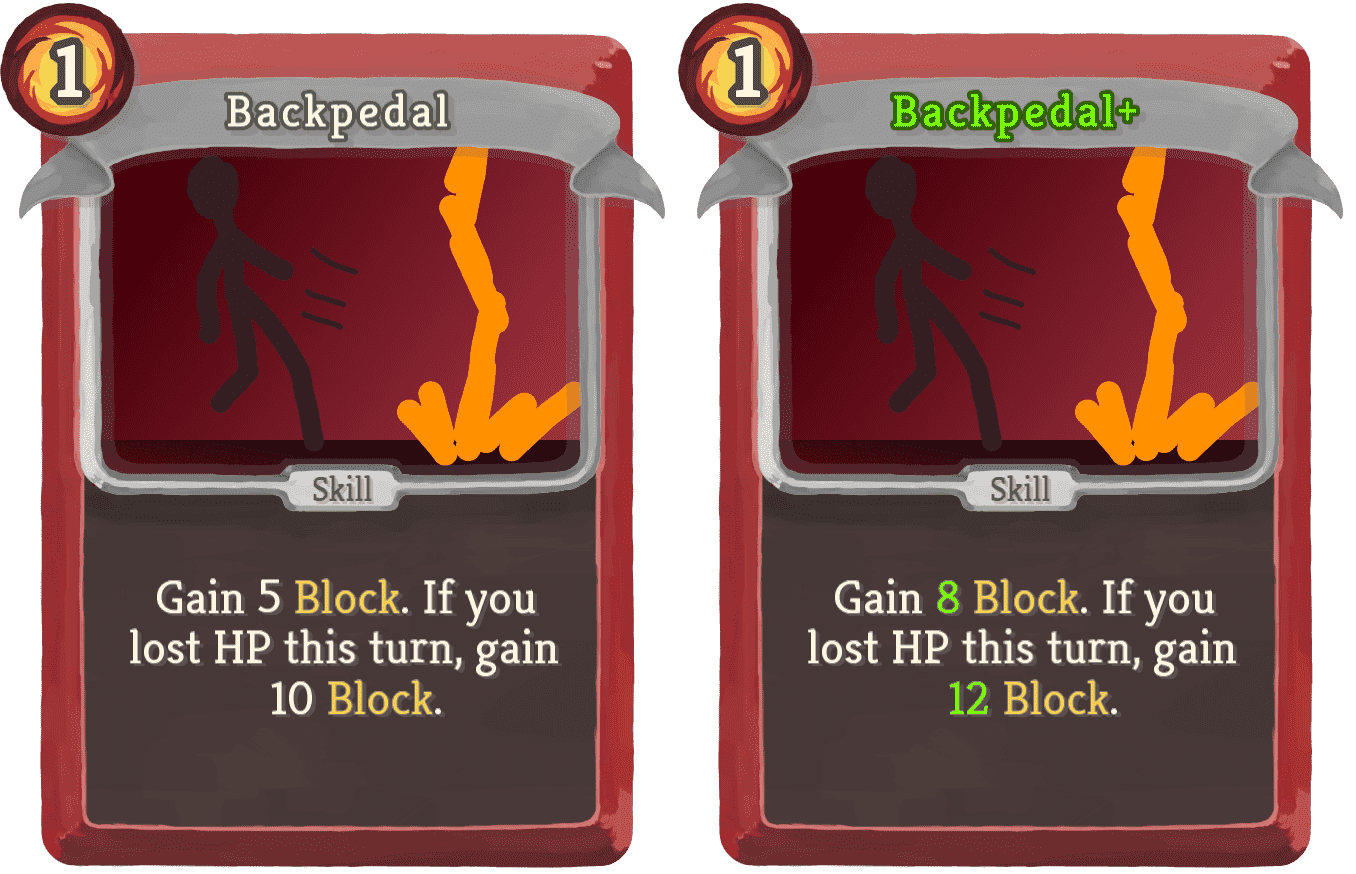 1
Backpedal
Skill
Gain 5 Block. If you
lost HP this turn, gain
10 Block.
1
Backpedal+
Skill
Gain 8 Block. If you
lost HP this turn, gain
12 Block.